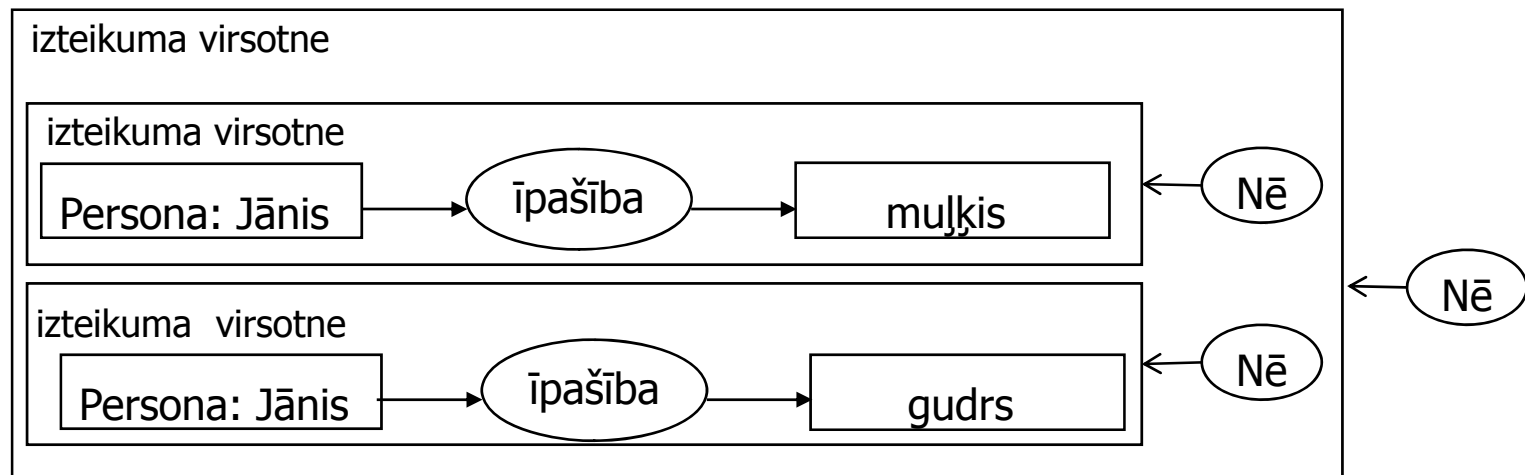 izteikuma virsotne
izteikuma virsotne
Persona: Jānis
īpašība
muļķis
Nē
Nē
izteikuma virsotne
Persona: Jānis
īpašība
gudrs
Nē